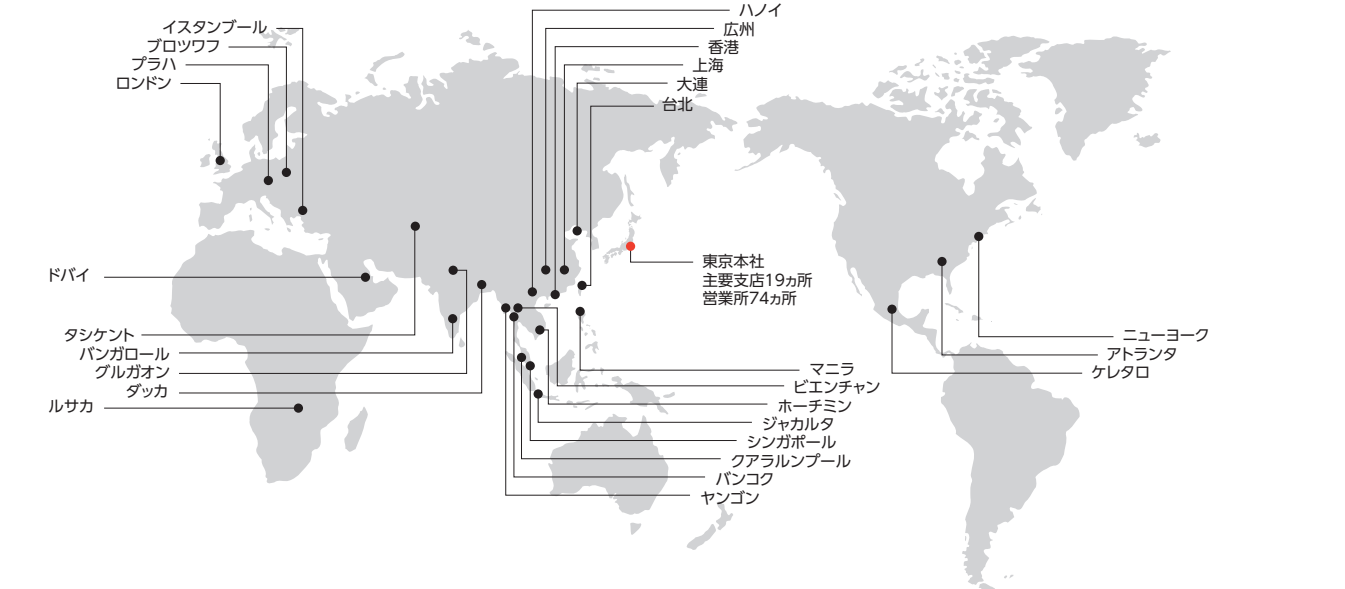 イスタンブール
ブロツワフ
プラハ
ロンドン
ハノイ
広州
香港
上海
大連
台北
東京本社
主要支店19ヵ所
営業所74ヵ所
ドバイ
タシケント
バンガロール
グルガオン
ダッカ
ルサカ
マニラ
ビエンチャン
ホーチミン
ジャカルタ
シンガポール
クアラルンプール
バンコク
ヤンゴン
ニューヨーク
アトランタ
ケレタロ